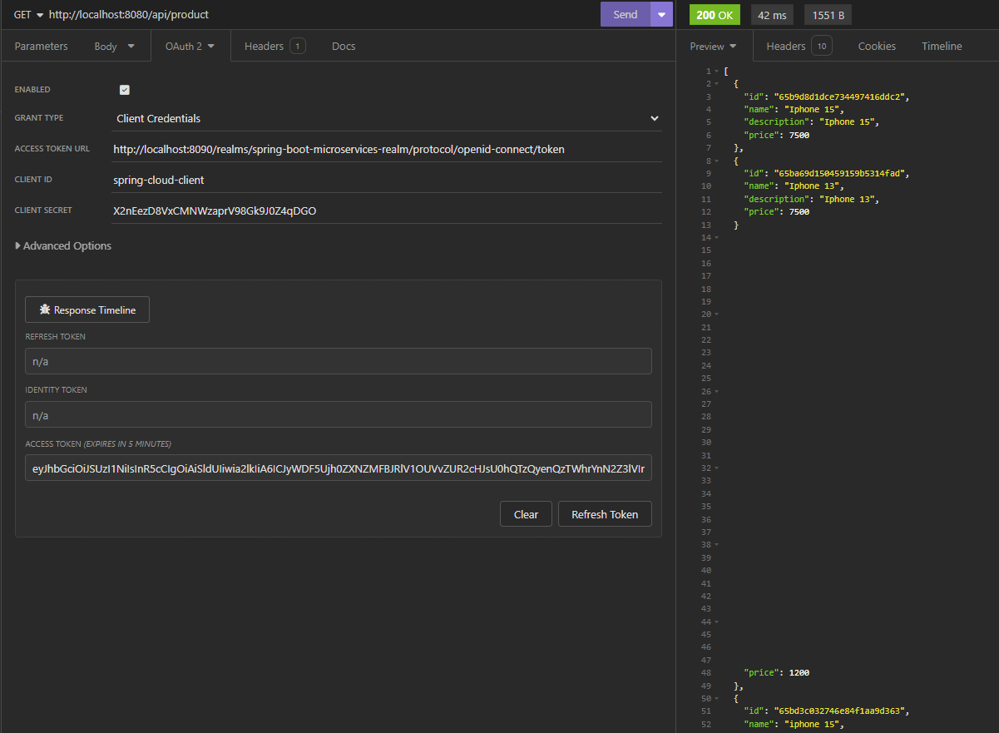 GET http://localhost:8080/api/product Send
200 OK 42 ms 1551 B
Parameters Body OAuth 2 Headers 1 Docs
Preview Headers 10 Cookies Timeline
ENABLED
GRANT TYPE Client Credentials
ACCESS TOKEN URL http://localhost:8090/realms/spring-boot-microservices-realm/protocol/openid-connect/token
CLIENT ID spring-cloud-client
CLIENT SECRET X2nEezD8VxCMNWzaprV98Gk9J0Z4qDGO
Advanced Options
Response Timeline
REFRESH TOKEN
n/a
IDENTITY TOKEN
n/a
ACCESS TOKEN (EXPIRES IN 5 MINUTES)
eyJhbGciOiJSUzI1NiIsInR5cCIgOiAiSldUIiwia2lkIiA6ICJyWDF5Ujh0ZXNZMFBJRlV1OUVvZUR2cHJsU0hQTzQyenQzTWhrYnN2Z3lVIn
Clear Refresh Token
1 [
2 {
3 "id": "65b9d8d1dce734497416ddc2",
4 "name": "Iphone 15",
5 "description": "Iphone 15",
6 "price": 7500
7 },
8 {
9 "id": "65ba69d150459159b5314fad",
10 "name": "Iphone 13",
11 "description": "Iphone 13",
12 "price": 7500
13 }
14
15
16
17
18
19
20
21
22
23
24
25
26
27
28
29
30
31
32
33
34
35
36
37
38
39
40
41
42
43
44
45
46
47
48 "price": 1200
49 },
50 {
51 "id": "65bd3c032746e84f1aa9d363",
52 "name": "iphone 15",